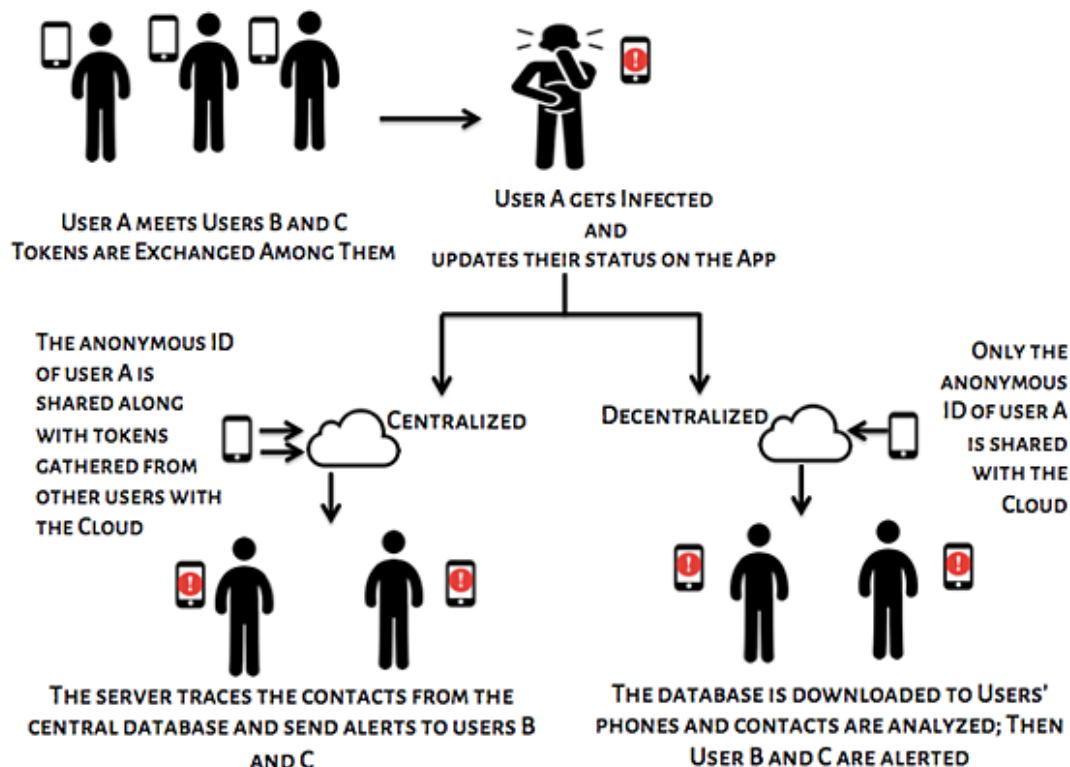 User A meets Users B and C
Tokens are Exchanged Among Them
User A gets Infected
and
updates their status on the App
The anonymous ID
of user A is
shared along
with tokens
gathered from
other users with
the Cloud
Centralized
Decentralized
Only the
anonymous
ID of user A
is shared
with the
Cloud
The server traces the contacts from the
central database and send alerts to users B
and C
The database is downloaded to Users'
phones and contacts are analyzed; Then
User B and C are alerted